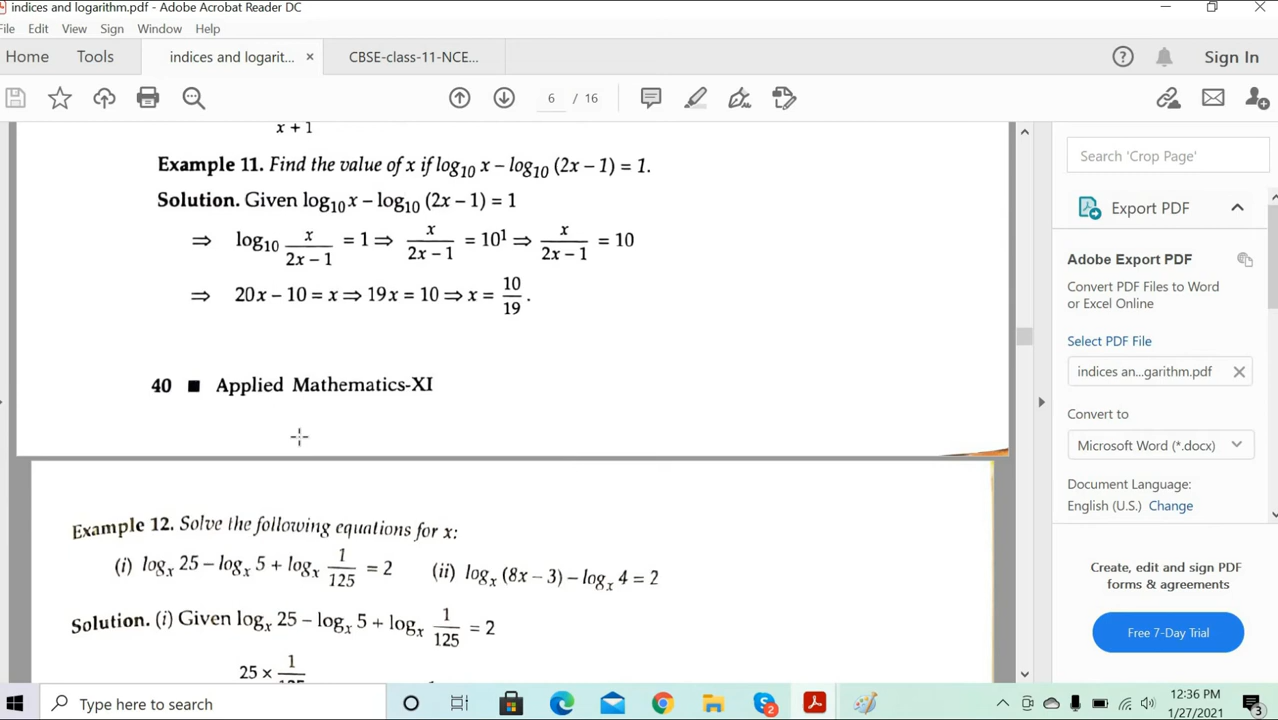 indices and logarithm.pdf - Adobe Acrobat Reader DC
File Edit View Sign Window Help
Home Tools indices and logarit... × CBSE-class-11-NCE... Sign In
6 / 16
x + 1
Example 11. Find the value of x if log₁₀ x – log₁₀ (2x – 1) = 1.
Solution. Given log₁₀ x – log₁₀ (2x – 1) = 1
⇒ log₁₀ x/(2x – 1) = 1 ⇒ x/(2x – 1) = 10¹ ⇒ x/(2x – 1) = 10
⇒ 20x – 10 = x ⇒ 19x = 10 ⇒ x = 10/19 .
40 ■ Applied Mathematics-XI
Example 12. Solve the following equations for x:
(i) logₓ 25 – logₓ 5 + logₓ 1/125 = 2 (ii) logₓ (8x – 3) – logₓ 4 = 2
Solution. (i) Given logₓ 25 – logₓ 5 + logₓ 1/125 = 2
25 × 1/125
Search 'Crop Page'
Export PDF
Adobe Export PDF
Convert PDF Files to Word
or Excel Online
Select PDF File
indices an...garithm.pdf ×
Convert to
Microsoft Word (*.docx)
Document Language:
English (U.S.) Change
Create, edit and sign PDF
forms & agreements
Free 7-Day Trial
Type here to search
2
12:36 PM
1/27/2021
3